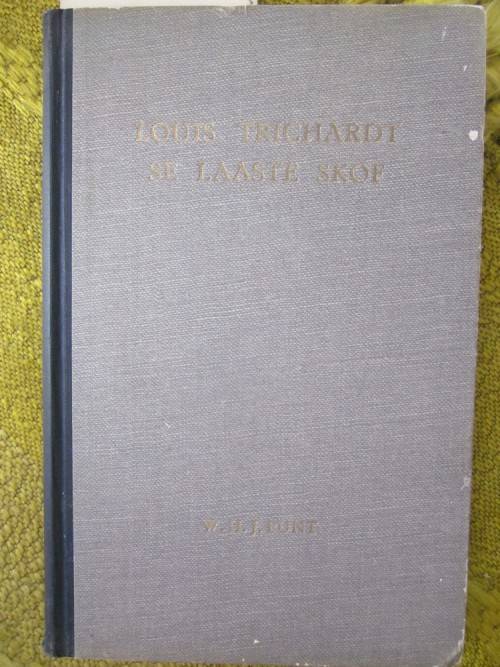 LOUIS TRICHARDT
SE LAASTE SKOF
W. H. J. PUNT